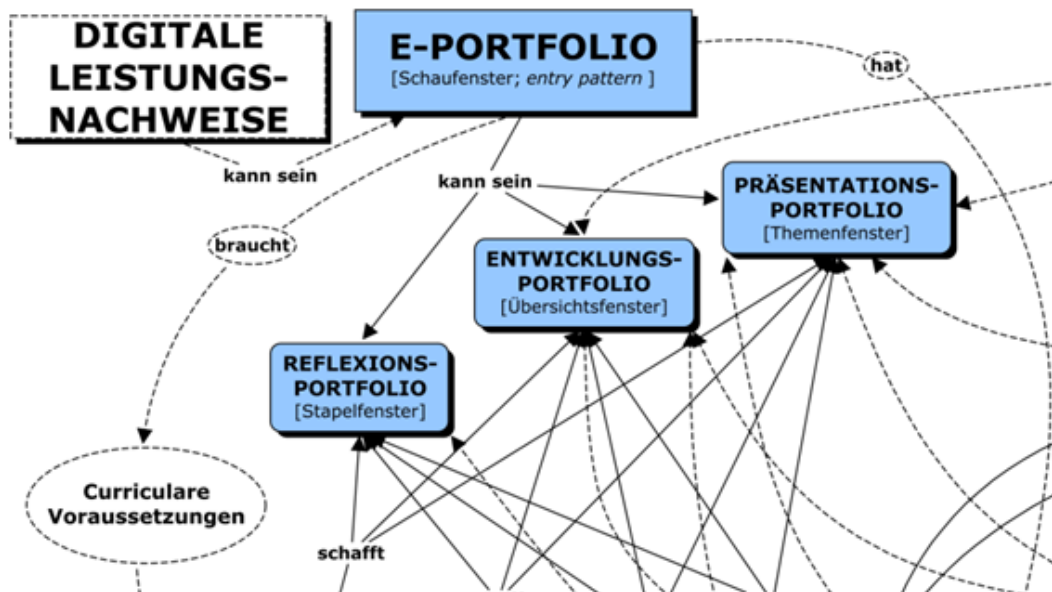 DIGITALE
LEISTUNGS-
NACHWEISE
E-PORTFOLIO
[Schaufenster; entry pattern ]
hat
kann sein
kann sein
PRÄSENTATIONS-
PORTFOLIO
[Themenfenster]
braucht
ENTWICKLUNGS-
PORTFOLIO
[Übersichtsfenster]
REFLEXIONS-
PORTFOLIO
[Stapelfenster]
Curriculare
Voraussetzungen
schafft